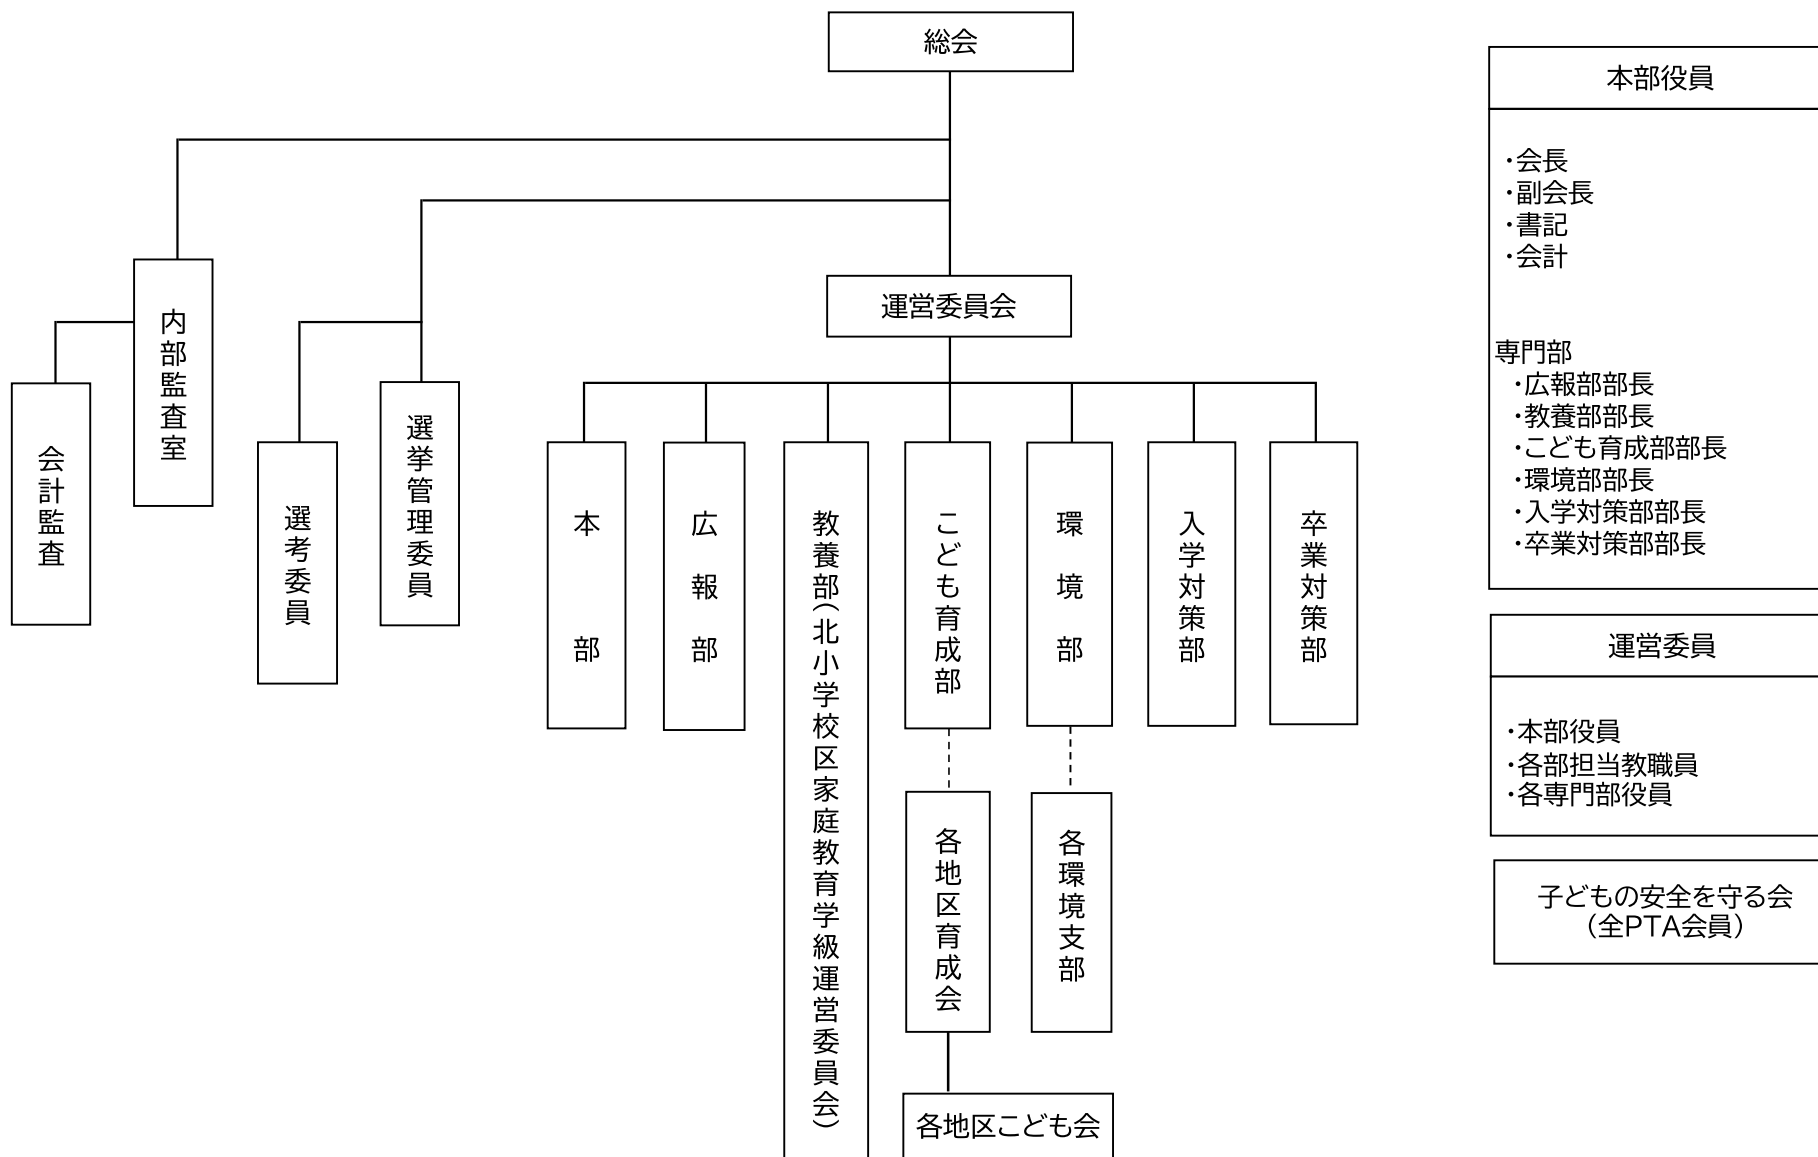 総会
運営委員会
内部監査室
会計監査
選挙管理委員
選考委員
本部
広報部
教養部（北小学校区家庭教育学級運営委員会）
こども育成部
環境部
入学対策部
卒業対策部
各地区育成会
各環境支部
各地区こども会
本部役員
・会長
・副会長
・書記
・会計
専門部
・広報部部長
・教養部部長
・こども育成部部長
・環境部部長
・入学対策部部長
・卒業対策部部長
運営委員
・本部役員
・各部担当教職員
・各専門部役員
子どもの安全を守る会
（全PTA会員）